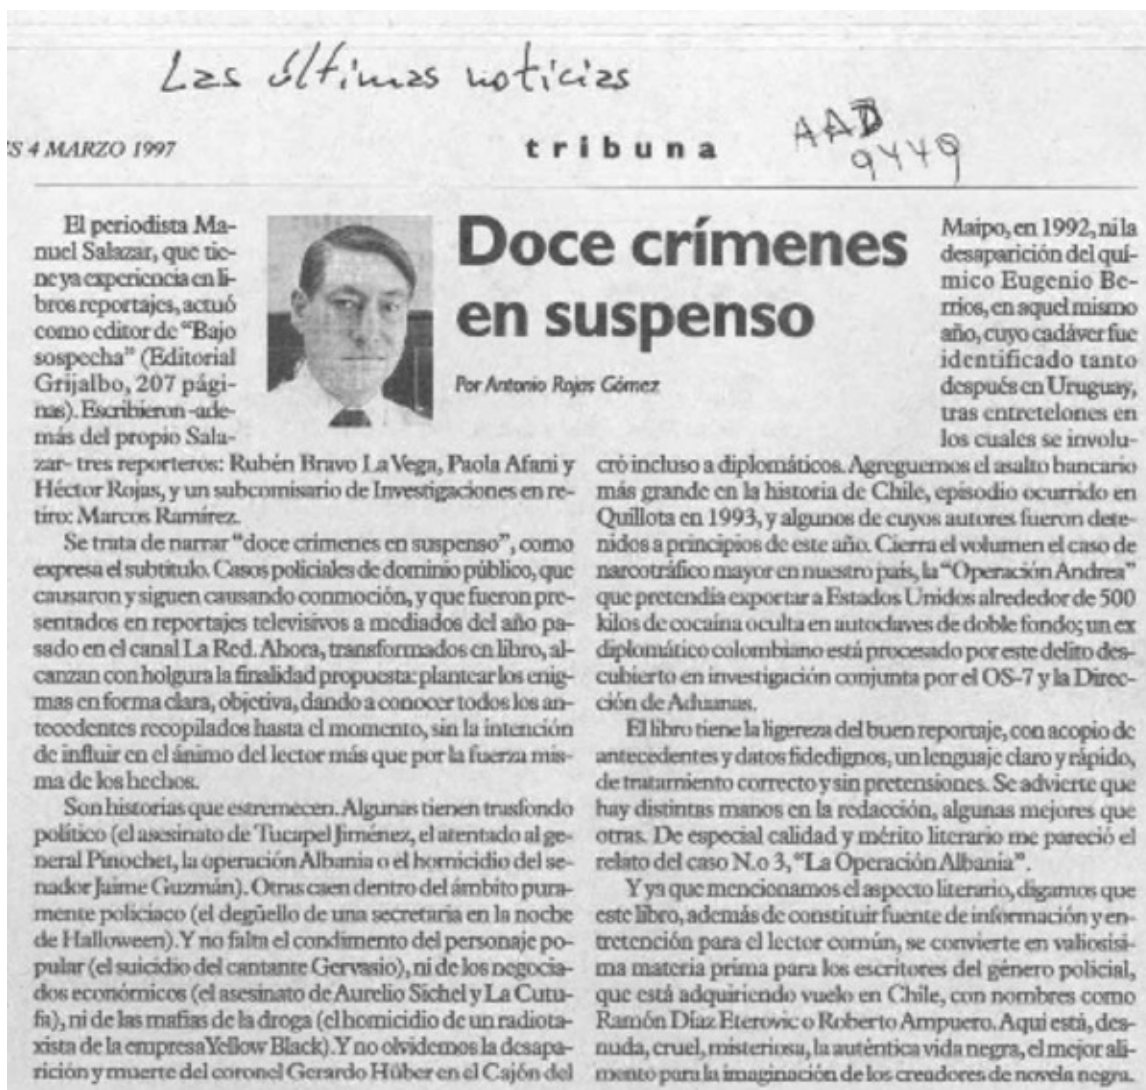 Las últimas noticias
S 4 MARZO 1997
tribuna
AAD
9449
Doce crímenes
en suspenso
Por Antonio Rojas Gómez
El periodista Ma-
nuel Salazar, que tie-
ne ya experiencia en li-
bros reportajes, actuó
como editor de “Bajo
sospecha” (Editorial
Grijalbo, 207 pági-
nas). Escribieron -ade-
más del propio Sala-
zar- tres reporteros: Rubén Bravo La Vega, Paola Afani y
Héctor Rojas, y un subcomisario de Investigaciones en re-
tiro: Marcos Ramírez.
Se trata de narrar “doce crímenes en suspenso”, como
expresa el subtítulo. Casos policiales de dominio público, que
causaron y siguen causando conmoción, y que fueron pre-
sentados en reportajes televisivos a mediados del año pa-
sado en el canal La Red. Ahora, transformados en libro, al-
canzan con holgura la finalidad propuesta: plantear los enig-
mas en forma clara, objetiva, dando a conocer todos los an-
tecedentes recopilados hasta el momento, sin la intención
de influir en el ánimo del lector más que por la fuerza mis-
ma de los hechos.
Son historias que estremecen. Algunas tienen trasfondo
político (el asesinato de Tucapel Jiménez, el atentado al ge-
neral Pinochet, la operación Albania o el homicidio del se-
nador Jaime Guzmán). Otras caen dentro del ámbito pura-
mente policiaco (el degüello de una secretaria en la noche
de Halloween). Y no falta el condimento del personaje po-
pular (el suicidio del cantante Gervasio), ni de los negocia-
dos económicos (el asesinato de Aurelio Sichel y La Cutu-
fa), ni de las mafias de la droga (el homicidio de un radiota-
xista de la empresa Yellow Black). Y no olvidemos la desapa-
rición y muerte del coronel Gerardo Hüber en el Cajón del
Maipo, en 1992, ni la
desaparición del quí-
mico Eugenio Be-
rríos, en aquel mismo
año, cuyo cadáver fue
identificado tanto
después en Uruguay,
tras entretelones en
los cuales se involu-
cró incluso a diplomáticos. Agreguemos el asalto bancario
más grande en la historia de Chile, episodio ocurrido en
Quillota en 1993, y algunos de cuyos autores fueron dete-
nidos a principios de este año. Cierra el volumen el caso de
narcotráfico mayor en nuestro país, la “Operación Andrea”
que pretendía exportar a Estados Unidos alrededor de 500
kilos de cocaína oculta en autoclaves de doble fondo; un ex
diplomático colombiano está procesado por este delito des-
cubierto en investigación conjunta por el OS-7 y la Direc-
ción de Aduanas.
El libro tiene la ligereza del buen reportaje, con acopio de
antecedentes y datos fidedignos, un lenguaje claro y rápido,
de tratamiento correcto y sin pretensiones. Se advierte que
hay distintas manos en la redacción, algunas mejores que
otras. De especial calidad y mérito literario me pareció el
relato del caso N.o 3, “La Operación Albania”.
Y ya que mencionamos el aspecto literario, digamos que
este libro, además de constituir fuente de información y en-
tretención para el lector común, se convierte en valiosísi-
ma materia prima para los escritores del género policial,
que está adquiriendo vuelo en Chile, con nombres como
Ramón Díaz Eterovic o Roberto Ampuero. Aquí está, des-
nuda, cruel, misteriosa, la auténtica vida negra, el mejor ali-
mento para la imaginación de los creadores de novela negra.